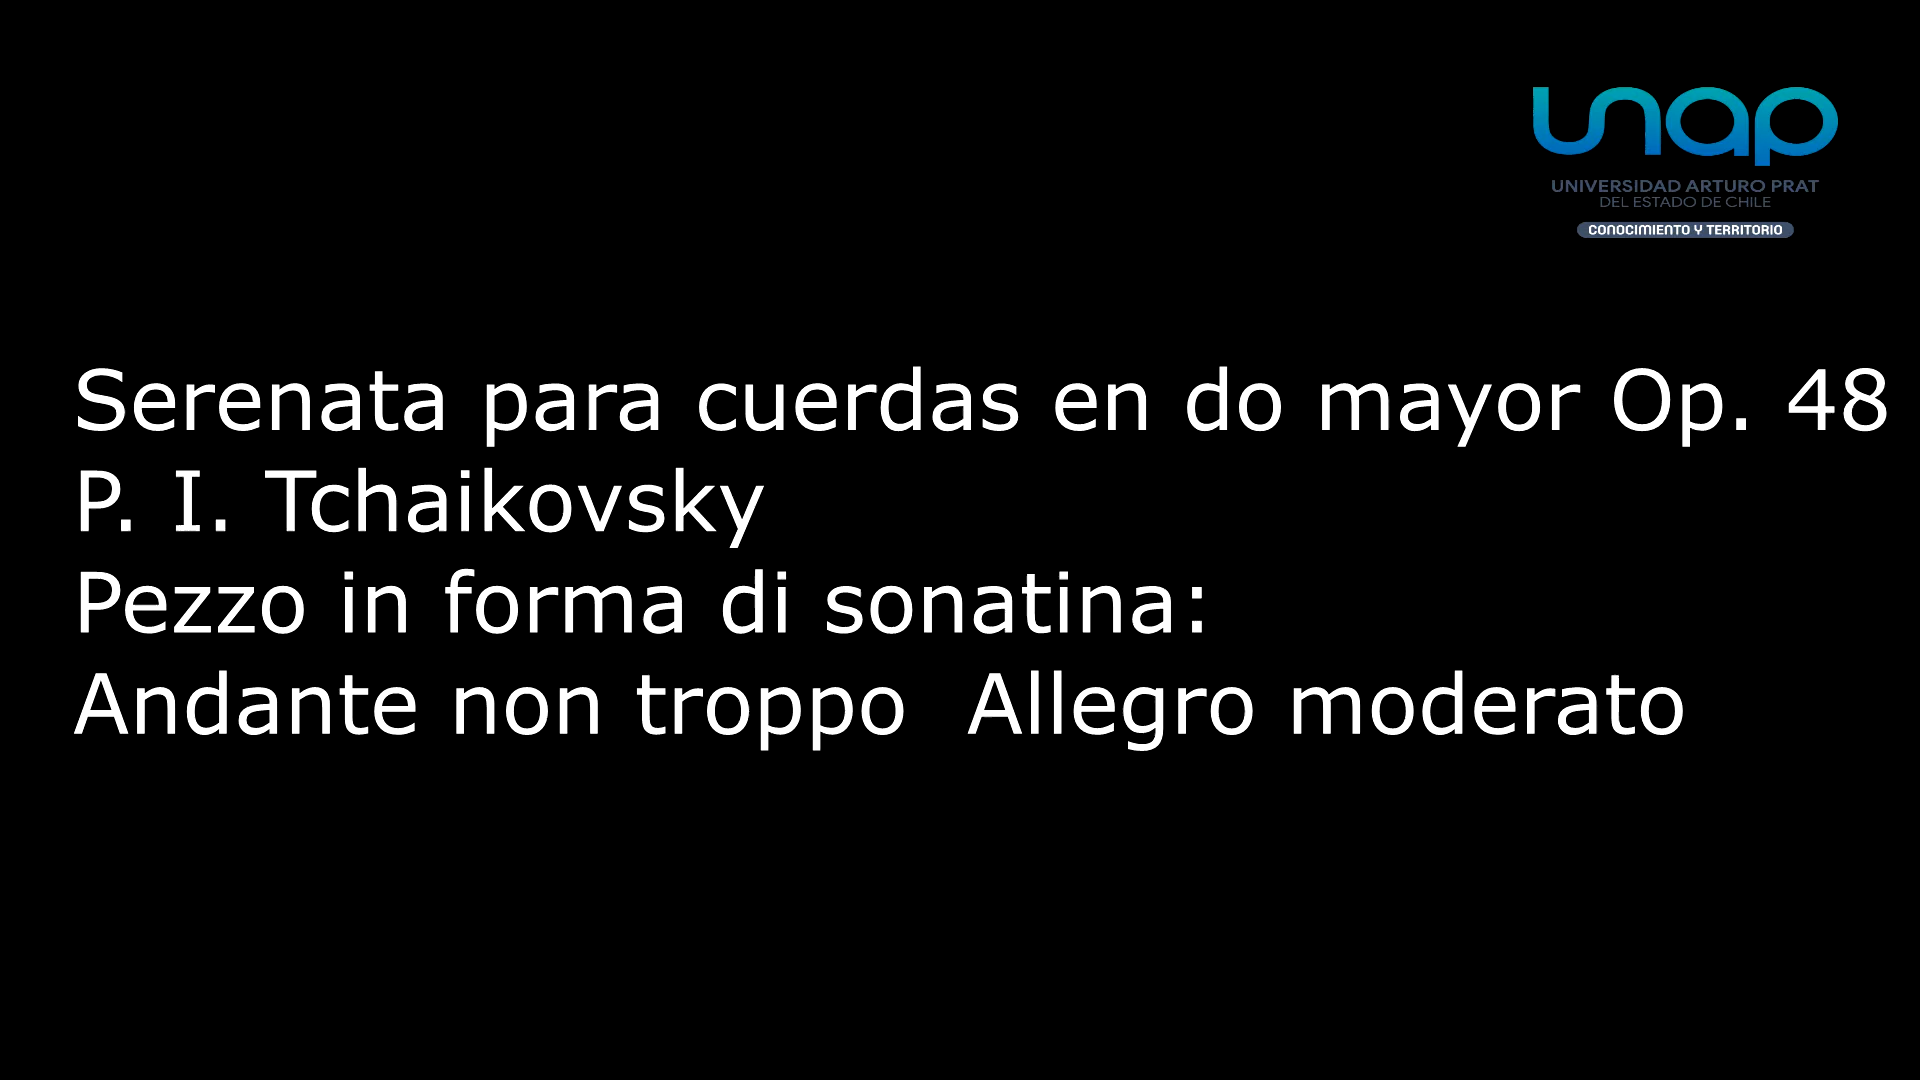 unap
UNIVERSIDAD ARTURO PRAT
DEL ESTADO DE CHILE
CONOCIMIENTO Y TERRITORIO
Serenata para cuerdas en do mayor Op. 48
P. I. Tchaikovsky
Pezzo in forma di sonatina:
Andante non troppo  Allegro moderato